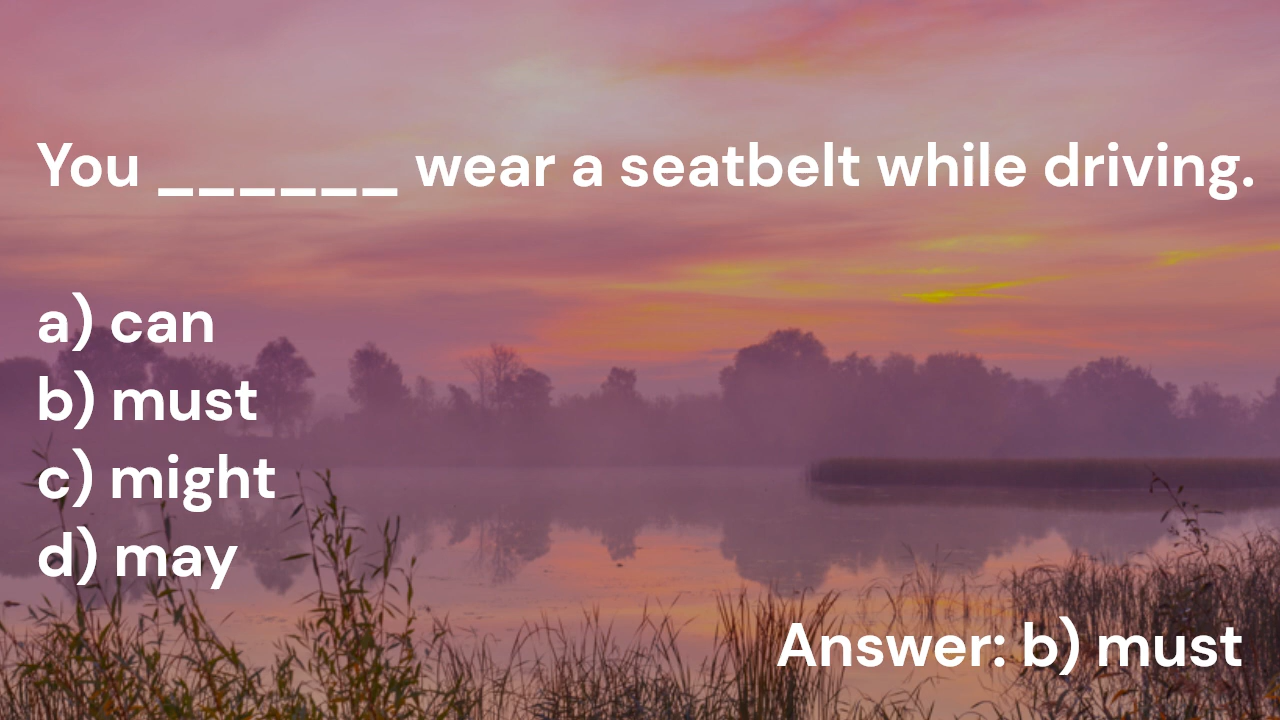 You ______ wear a seatbelt while driving.
a) can
b) must
c) might
d) may
Answer: b) must